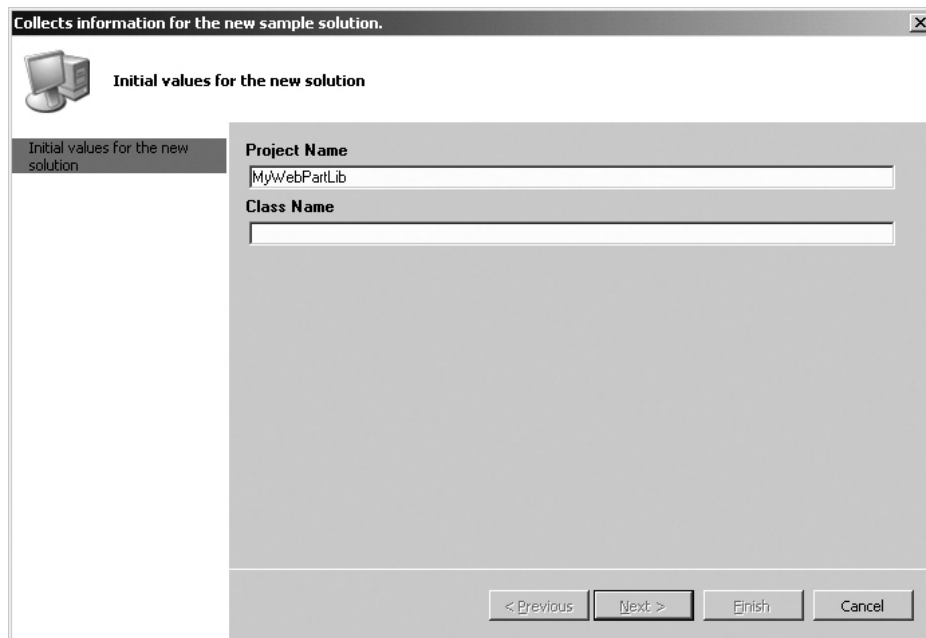 Collects information for the new sample solution.
Initial values for the new solution
Initial values for the new
solution
Project Name
MyWebPartLib
Class Name
< Previous
Next >
Finish
Cancel